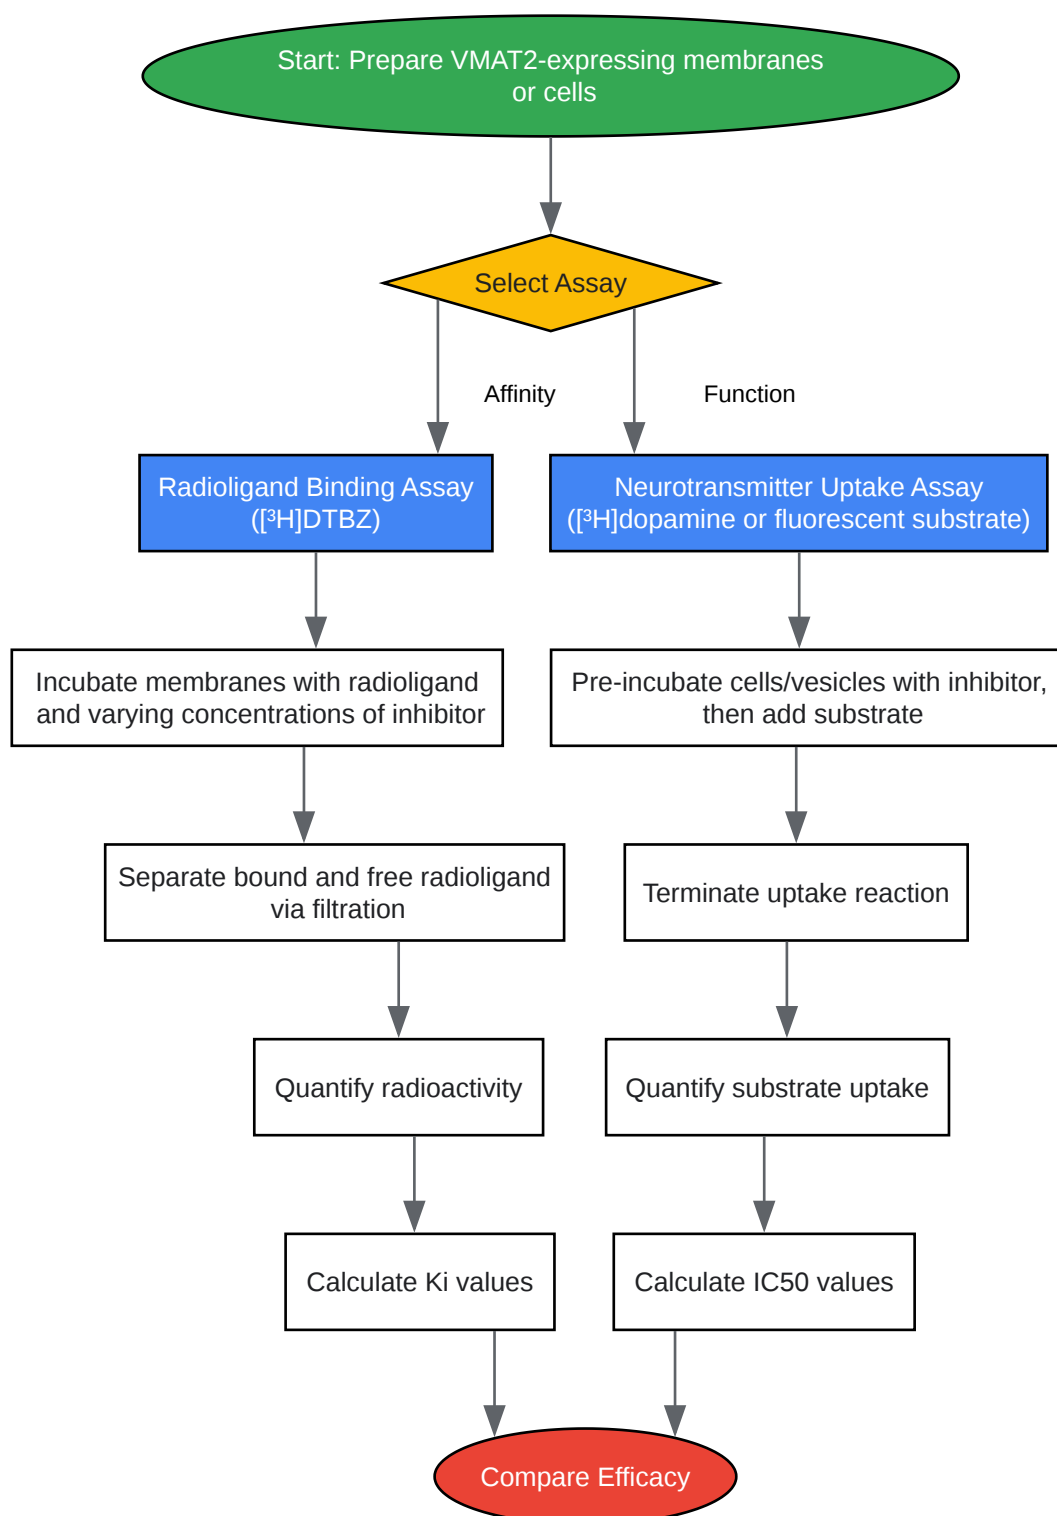 Start: Prepare VMAT2-expressing membranes
or cells
Select Assay
Affinity
Function
Radioligand Binding Assay
([³H]DTBZ)
Neurotransmitter Uptake Assay
([³H]dopamine or fluorescent substrate)
Incubate membranes with radioligand
and varying concentrations of inhibitor
Pre-incubate cells/vesicles with inhibitor,
then add substrate
Separate bound and free radioligand
via filtration
Terminate uptake reaction
Quantify radioactivity
Quantify substrate uptake
Calculate Ki values
Calculate IC50 values
Compare Efficacy